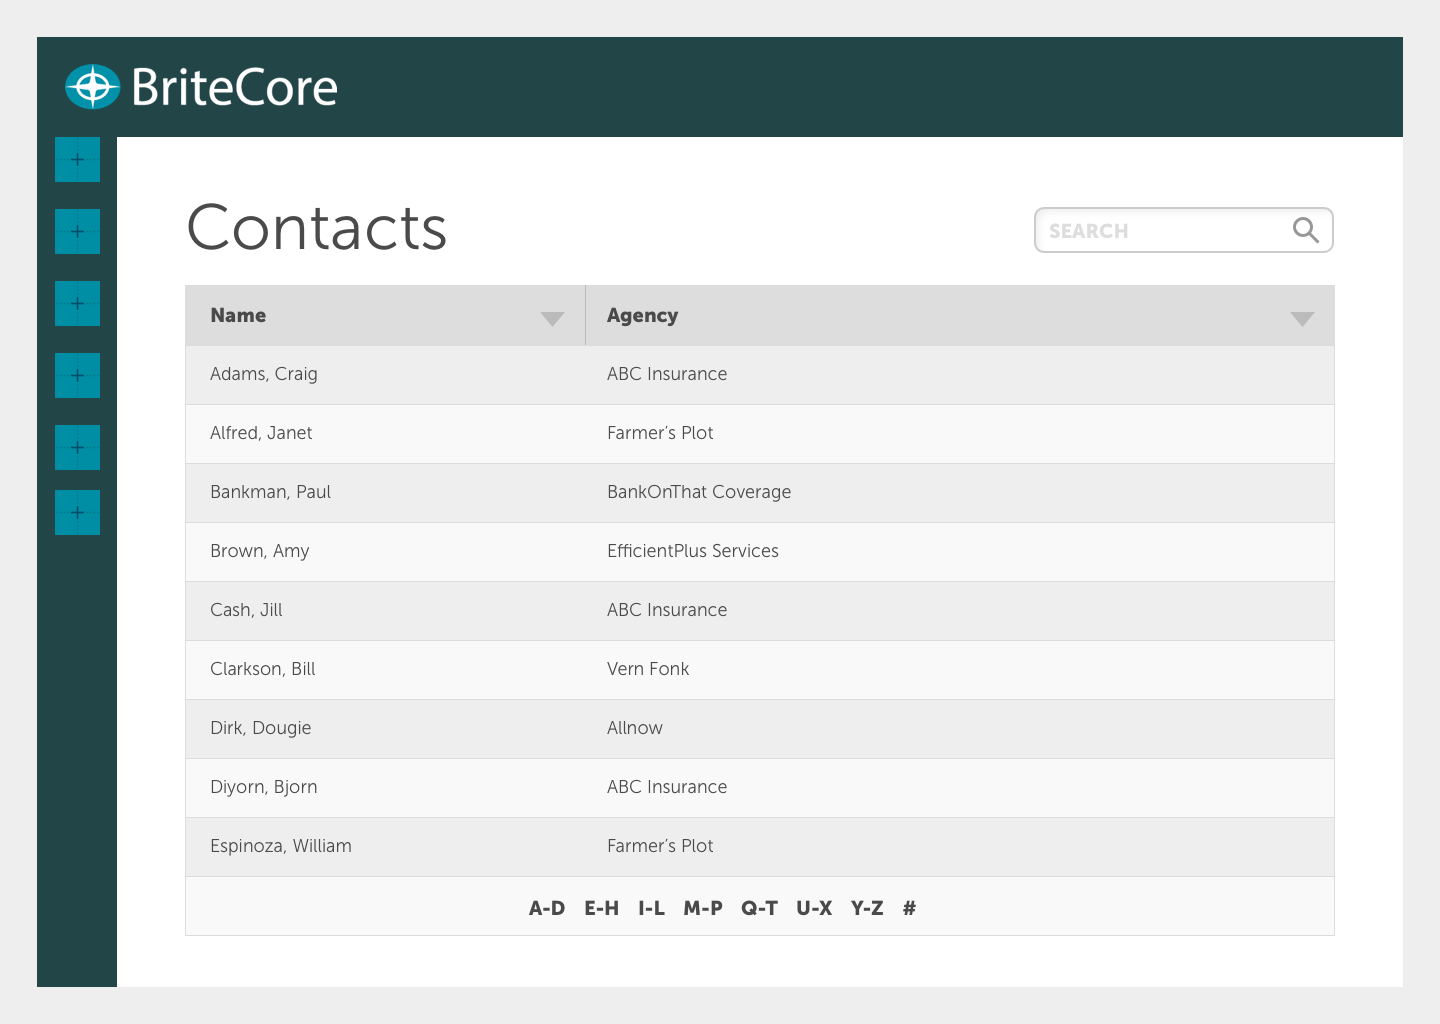 BriteCore
Contacts
SEARCH
Name Agency
Adams, Craig ABC Insurance
Alfred, Janet Farmer’s Plot
Bankman, Paul BankOnThat Coverage
Brown, Amy EfficientPlus Services
Cash, Jill ABC Insurance
Clarkson, Bill Vern Fonk
Dirk, Dougie Allnow
Diyorn, Bjorn ABC Insurance
Espinoza, William Farmer’s Plot
A-D E-H I-L M-P Q-T U-X Y-Z #